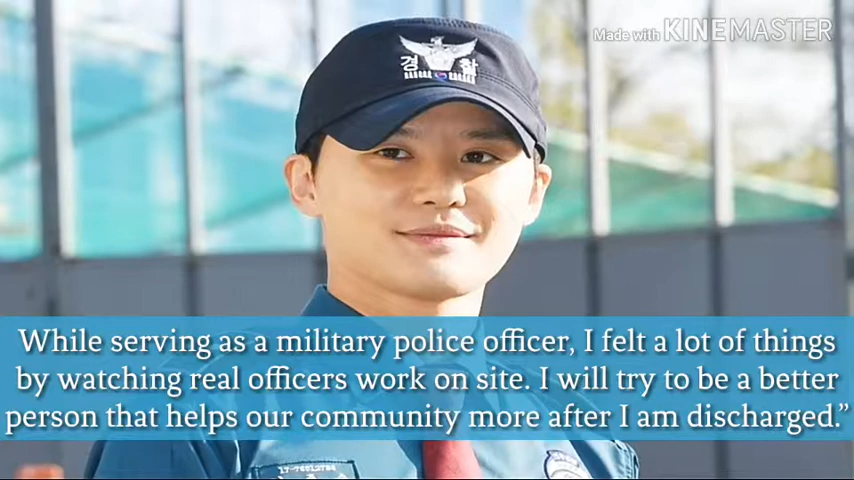 Made with KINEMASTER
경찰
While serving as a military police officer, I felt a lot of things
by watching real officers work on site. I will try to be a better
person that helps our community more after I am discharged.”